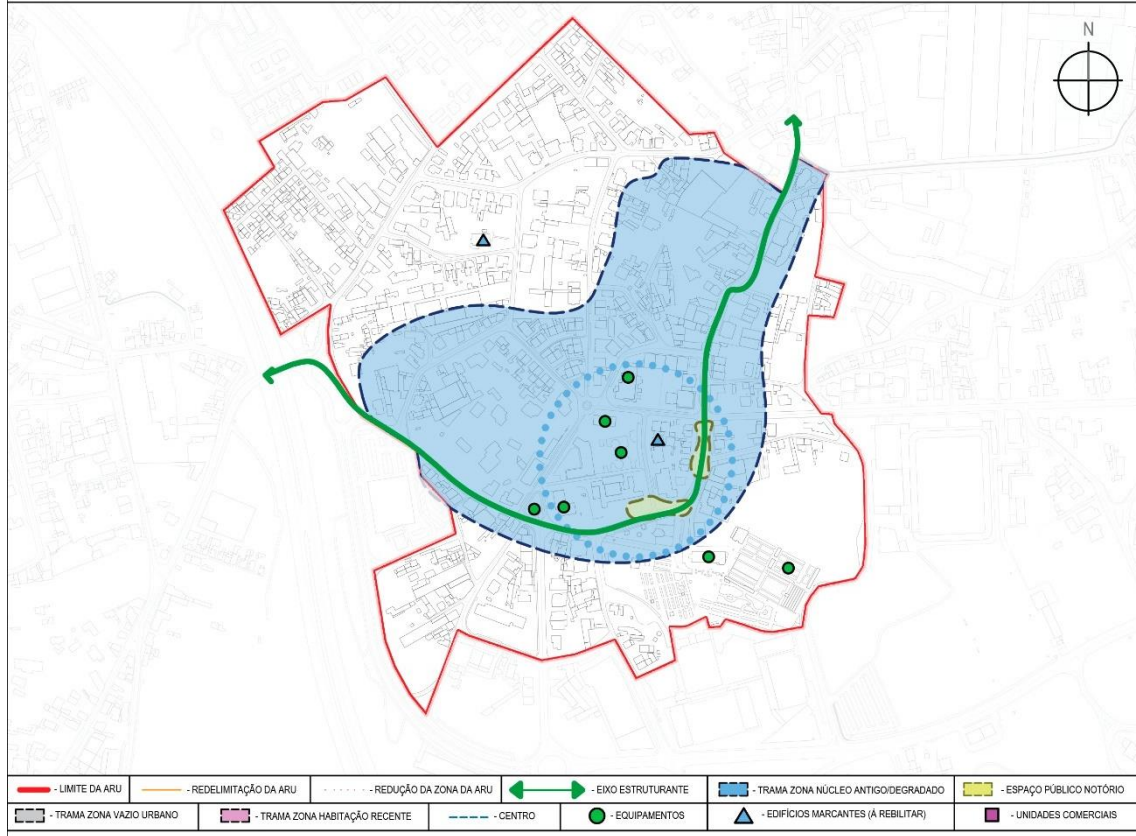 N
- LIMITE DA ARU
- REDELIMITAÇÃO DA ARU
- REDUÇÃO DA ZONA DA ARU
- EIXO ESTRUTURANTE
- TRAMA ZONA NÚCLEO ANTIGO/DEGRADADO
- ESPAÇO PÚBLICO NOTÓRIO
- TRAMA ZONA VAZIO URBANO
- TRAMA ZONA HABITAÇÃO RECENTE
- CENTRO
- EQUIPAMENTOS
- EDIFÍCIOS MARCANTES (Á REBILITAR)
- UNIDADES COMERCIAIS